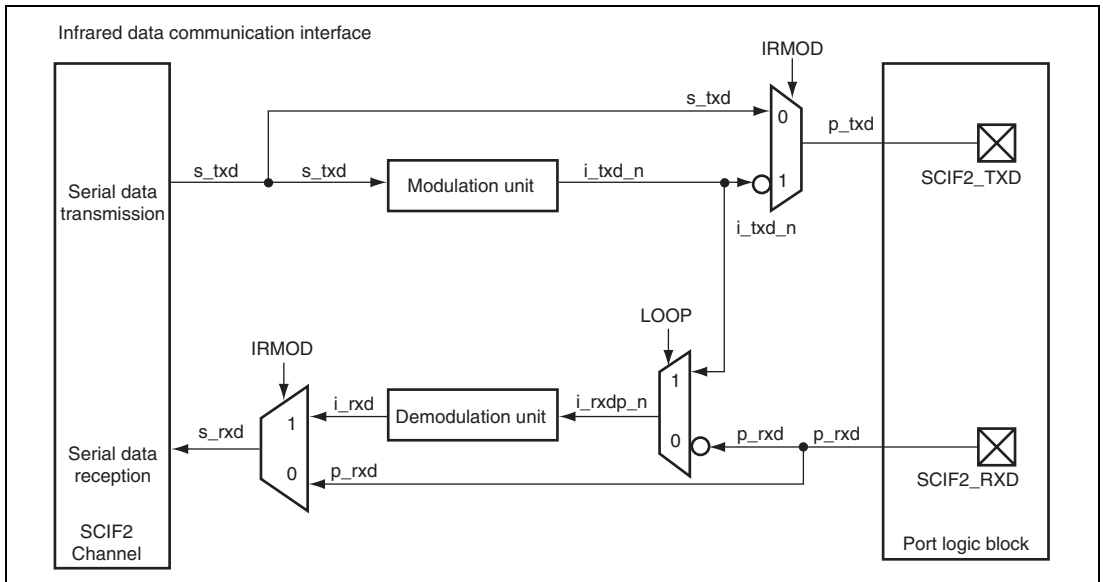 Infrared data communication interface
IRMOD
s_txd
0
p_txd
s_txd
s_txd
Modulation unit
i_txd_n
1
SCIF2_TXD
Serial data
transmission
i_txd_n
LOOP
IRMOD
1
i_rxd
Demodulation unit
i_rxdp_n
1
s_rxd
0
p_rxd
p_rxd
Serial data
reception
0
p_rxd
SCIF2_RXD
SCIF2
Channel
Port logic block